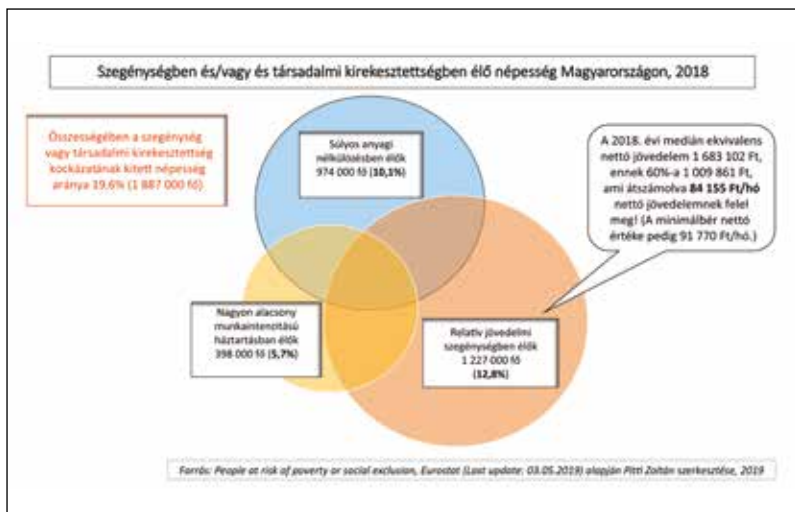 Szegénységben és/vagy és társadalmi kirekesztettségben élő népesség Magyarországon, 2018
Összességében a szegénység
vagy társadalmi kirekesztettség
kockázatának kitett népesség
aránya 19,6% (1 887 000 fő)
Súlyos anyagi
nélkülözésben élők
974 000 fő (10,1%)
A 2018. évi medián ekvivalens
nettó jövedelem 1 683 102 Ft,
ennek 60%-a 1 009 861 Ft,
ami átszámolva 84 155 Ft/hó
nettó jövedelemnek felel
meg! (A minimálbér nettó
értéke pedig 91 770 Ft/hó.)
Nagyon alacsony
munkaintenzitású
háztartásban élők
398 000 fő (5,7%)
Relatív jövedelmi
szegénységben élők
1 227 000 fő
(12,8%)
Forrás: People at risk of poverty or social exclusion, Eurostat (Last update: 03.05.2019) alapján Pitti Zoltán szerkesztése, 2019